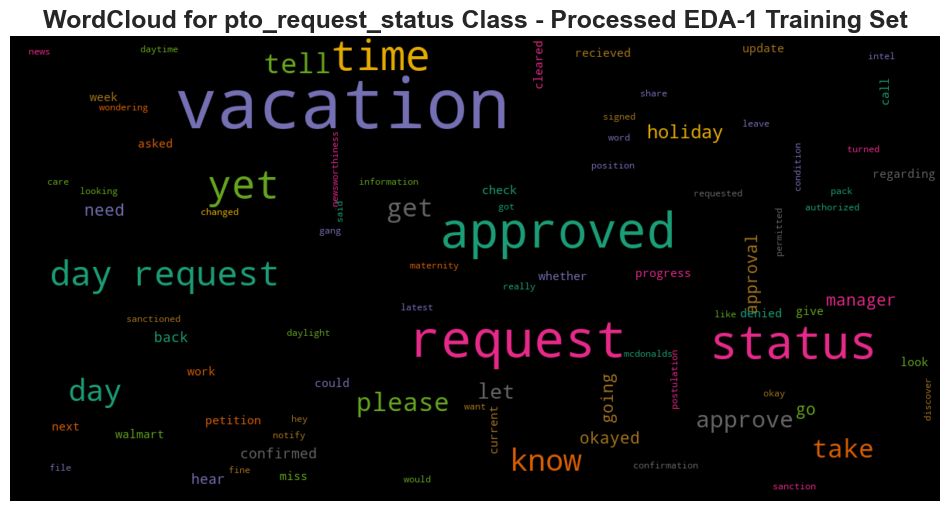 WordCloud for pto_request_status Class - Processed EDA-1 Training Set
news
daytime
tell
time
cleared
recieved
update
intel
week
wondering
vacation
share
call
signed
holiday
leave
asked
newsworthiness
word
turned
position
condition
regarding
care
looking
yet
information
check
requested
pack
need
changed
said
get
got
authorized
gang
approved
permitted
maternity
whether
progress
approval
day request
really
manager
latest
like
denied
give
sanctioned
back
daylight
request
mcdonalds
status
look
work
could
postulation
okay
discover
day
please
let
going
approve
go
want
current
next
petition
hey
walmart
notify
okayed
confirmed
know
take
file
fine
hear
miss
would
confirmation
sanction